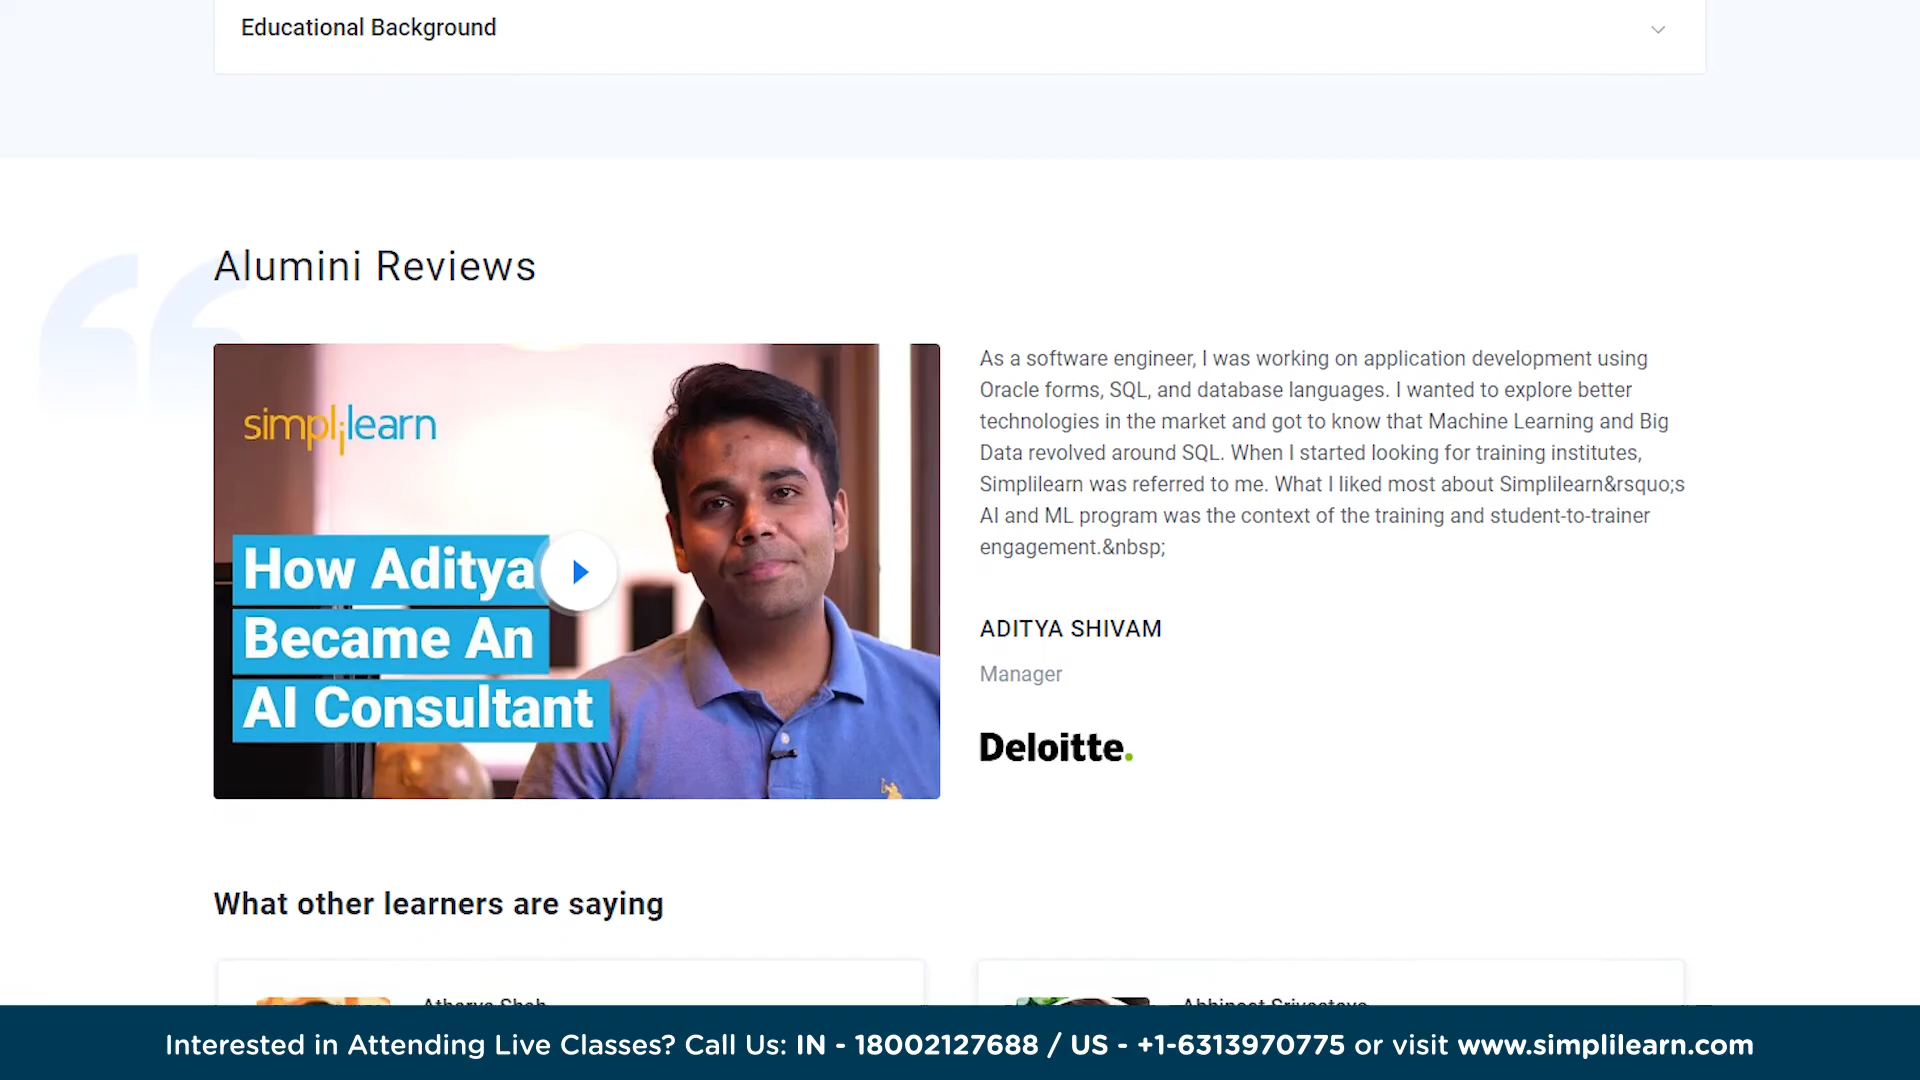 Educational Background
Alumini Reviews
simplilearn
How Aditya
Became An
AI Consultant
As a software engineer, I was working on application development using
Oracle forms, SQL, and database languages. I wanted to explore better
technologies in the market and got to know that Machine Learning and Big
Data revolved around SQL. When I started looking for training institutes,
Simplilearn was referred to me. What I liked most about Simplilearn&rsquo;s
AI and ML program was the context of the training and student-to-trainer
engagement.&nbsp;
ADITYA SHIVAM
Manager
Deloitte.
What other learners are saying
Atharva Shah
Abhineet Srivastava
Interested in Attending Live Classes? Call Us: IN - 18002127688 / US - +1-6313970775 or visit www.simplilearn.com